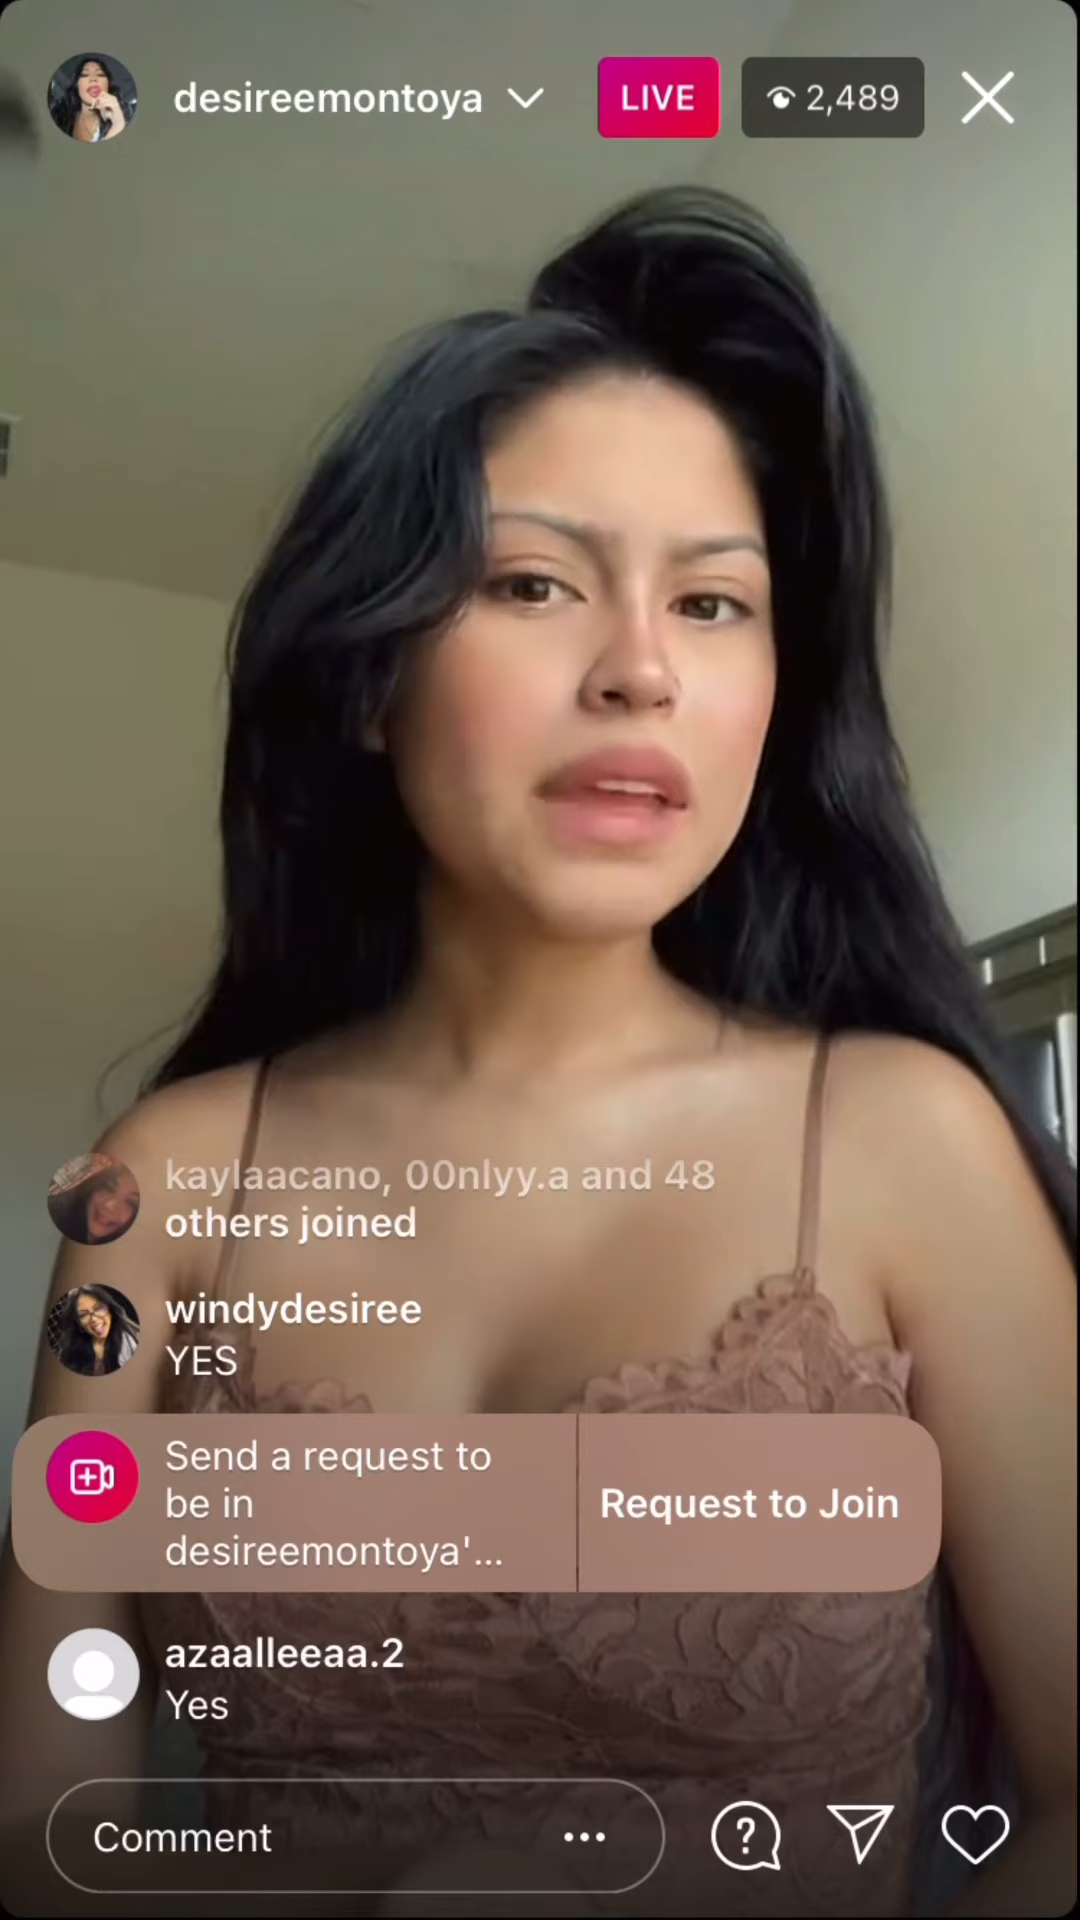 desireemontoya
LIVE
2,489
kaylaacano, 00nlyy.a and 48
others joined
windydesiree
YES
Send a request to
be in
desireemontoya'...
Request to Join
azaalleeaa.2
Yes
Comment